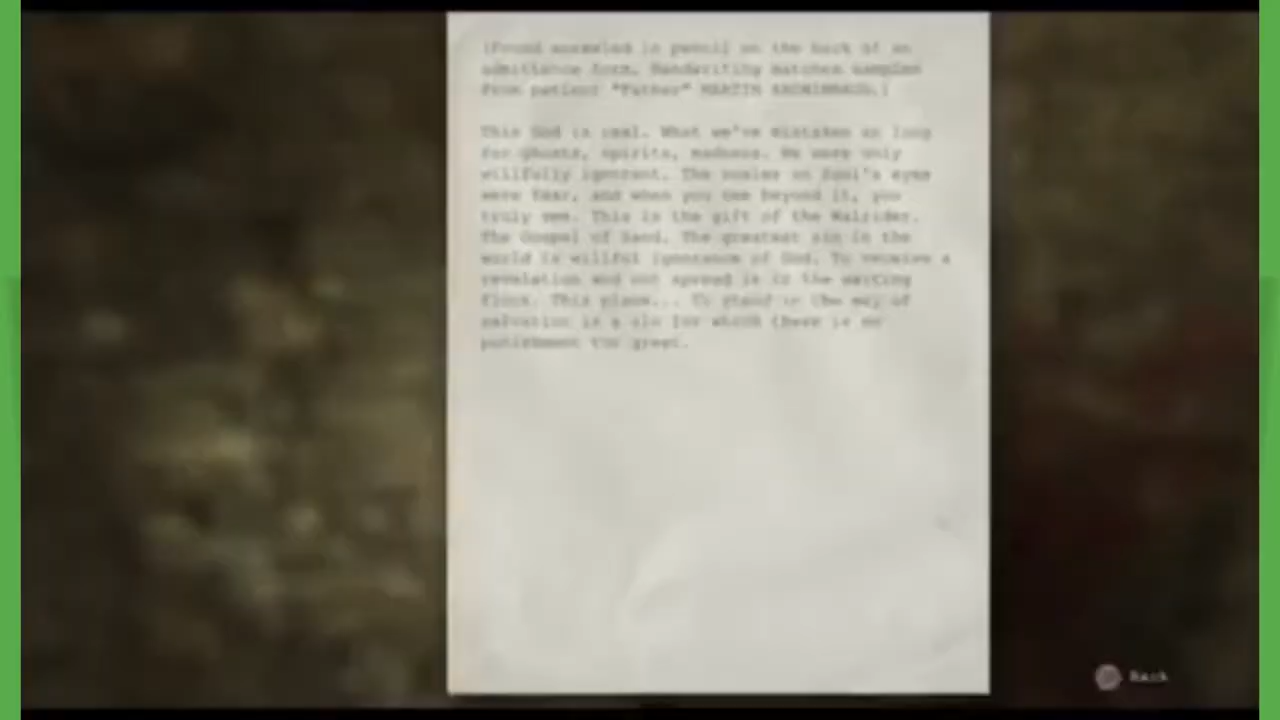 [Found scrawled in pencil on the back of an
admittance form. Handwriting matches samples
from patient "Father" MARTIN ARCHIMBAUD.]
This God is real. What we've mistaken so long
for ghosts, spirits, madness. We were only
willfully ignorant. The scales on Saul's eyes
were fear, and when you see beyond it, you
truly see. This is the gift of the Walrider.
The Gospel of Sand. The greatest sin in the
world is willful ignorance of God. To receive a
revelation and not spread it to the waiting
flock. This place... To stand in the way of
salvation is a sin for which there is no
punishment too great.
Back